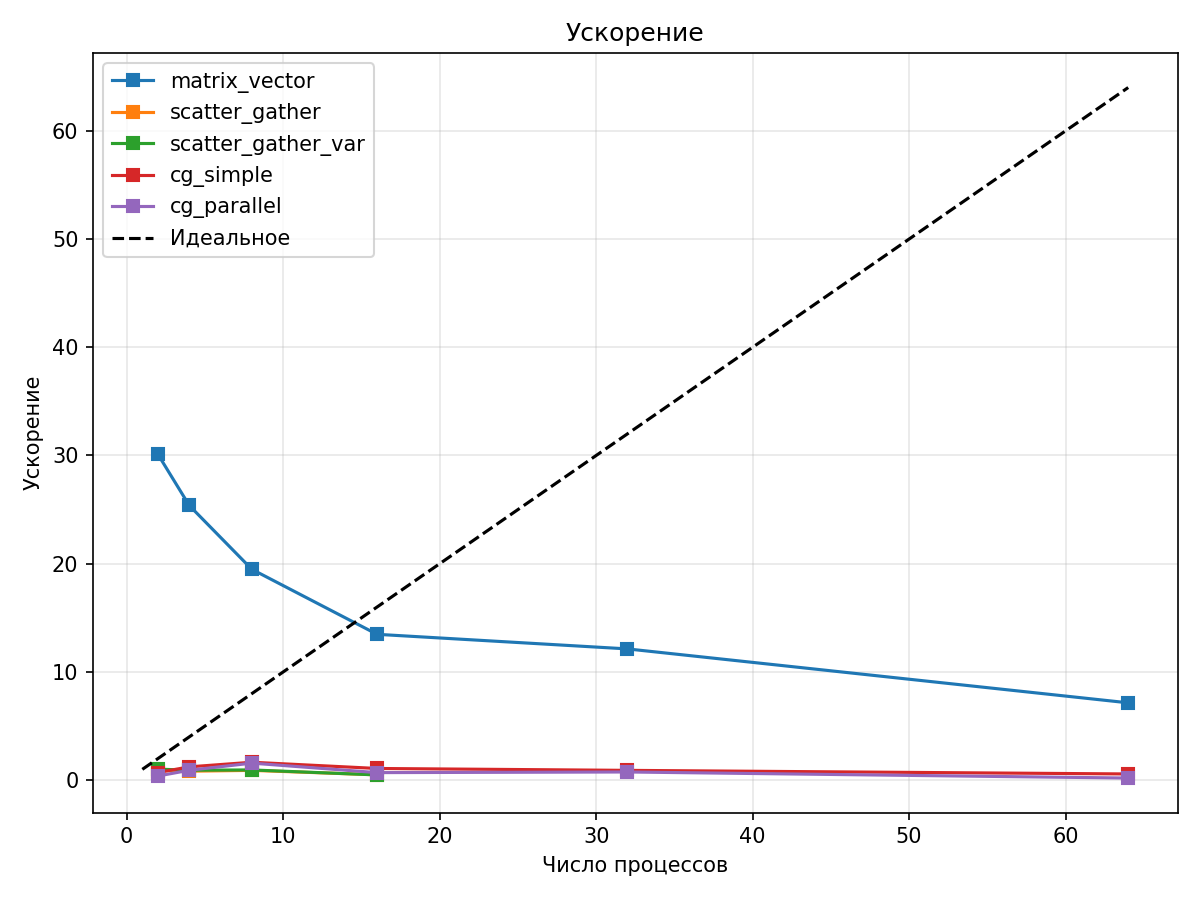 Ускорение
matrix_vector
scatter_gather
scatter_gather_var
cg_simple
cg_parallel
Идеальное
60
50
40
30
20
10
0
Ускорение
0 10 20 30 40 50 60
Число процессов